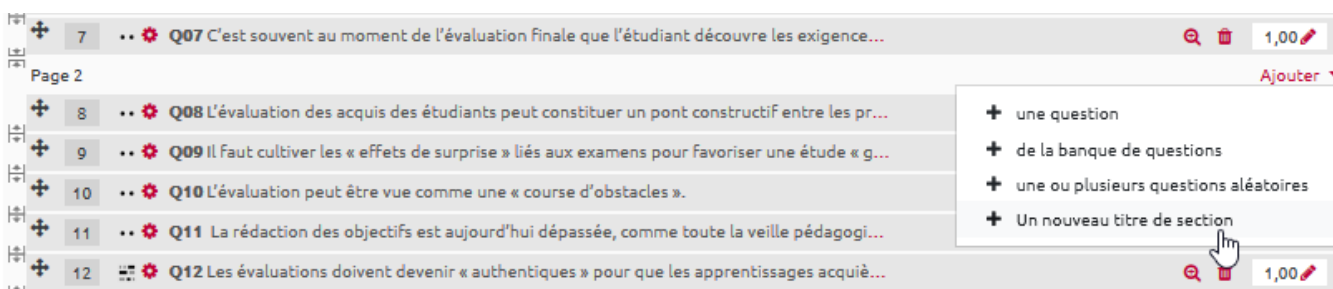 7 Q07 C'est souvent au moment de l'évaluation finale que l'étudiant découvre les exigence... 1,00
Page 2 Ajouter
8 Q08 L'évaluation des acquis des étudiants peut constituer un pont constructif entre les pr...
une question
9 Q09 Il faut cultiver les « effets de surprise » liés aux examens pour favoriser une étude « g...
de la banque de questions
10 Q10 L'évaluation peut être vue comme une « course d'obstacles ».
une ou plusieurs questions aléatoires
11 Q11 La rédaction des objectifs est aujourd'hui dépassée, comme toute la veille pédagogi...
Un nouveau titre de section
12 Q12 Les évaluations doivent devenir « authentiques » pour que les apprentissages acquiè... 1,00